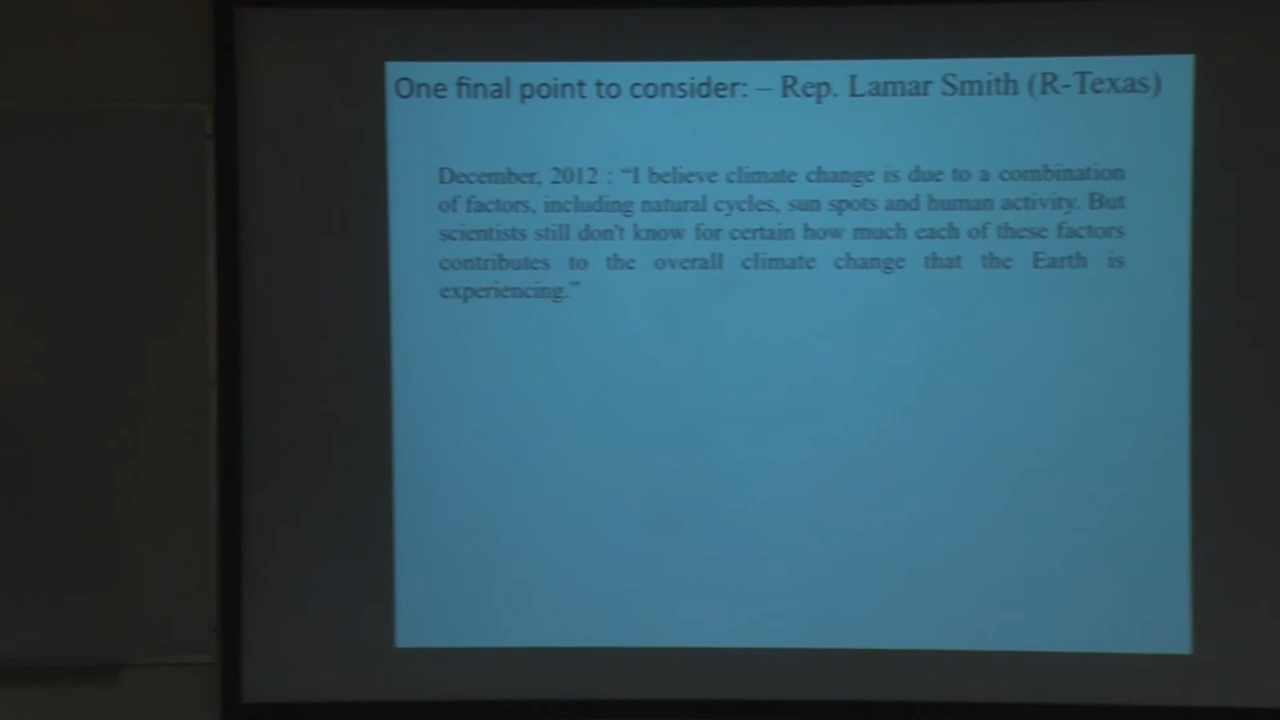 One final point to consider: – Rep. Lamar Smith (R-Texas)
December, 2012 : “I believe climate change is due to a combination
of factors, including natural cycles, sun spots and human activity. But
scientists still don't know for certain how much each of these factors
contributes to the overall climate change that the Earth is
experiencing.”